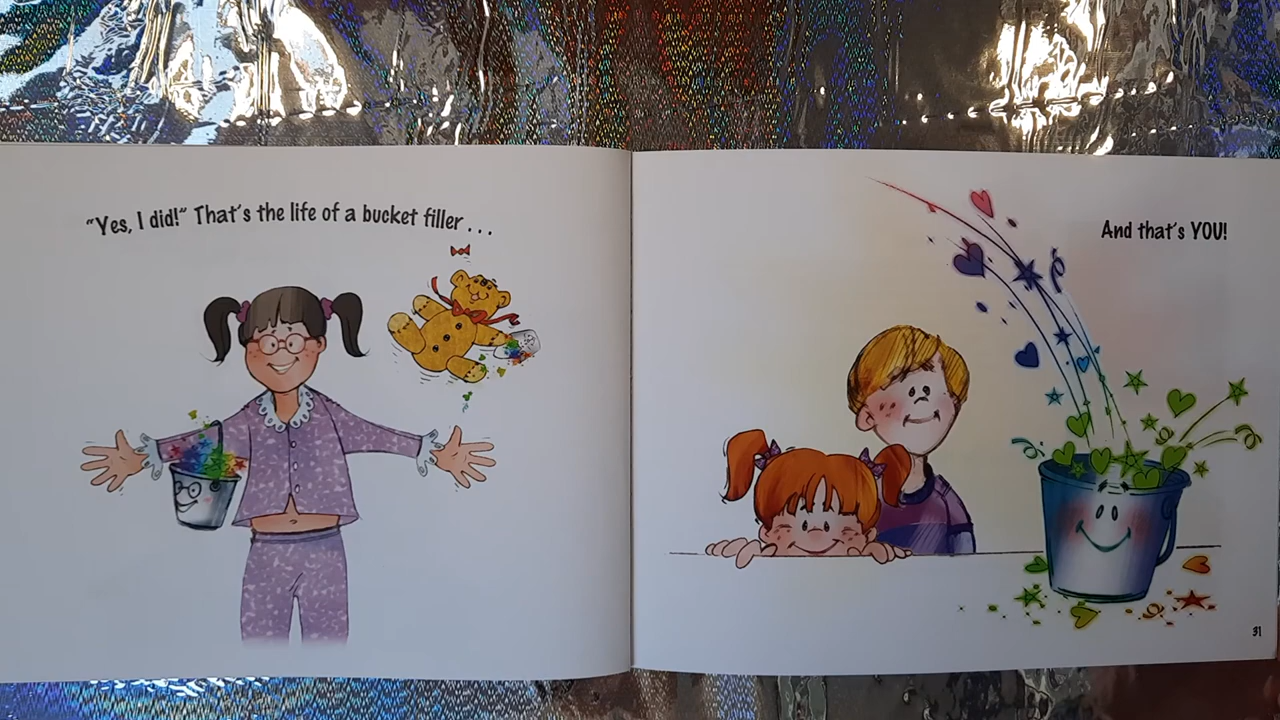 “Yes, I did!” That’s the life of a bucket filler . . .
And that’s YOU!
31